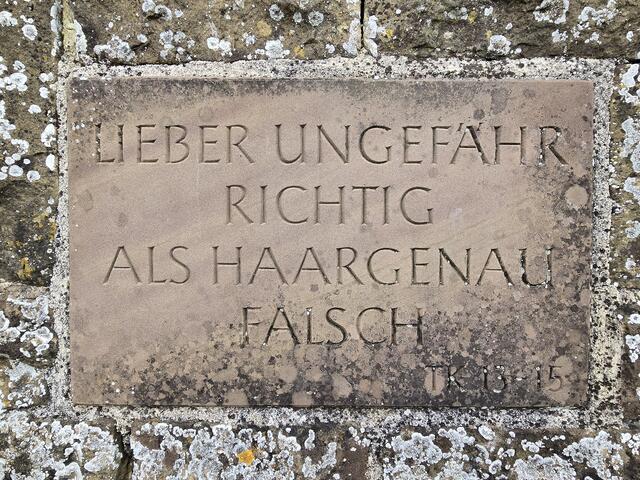 LIEBER UNGEFÄHR
RICHTIG
ALS HAARGENAU
FALSCH
TK 13-15